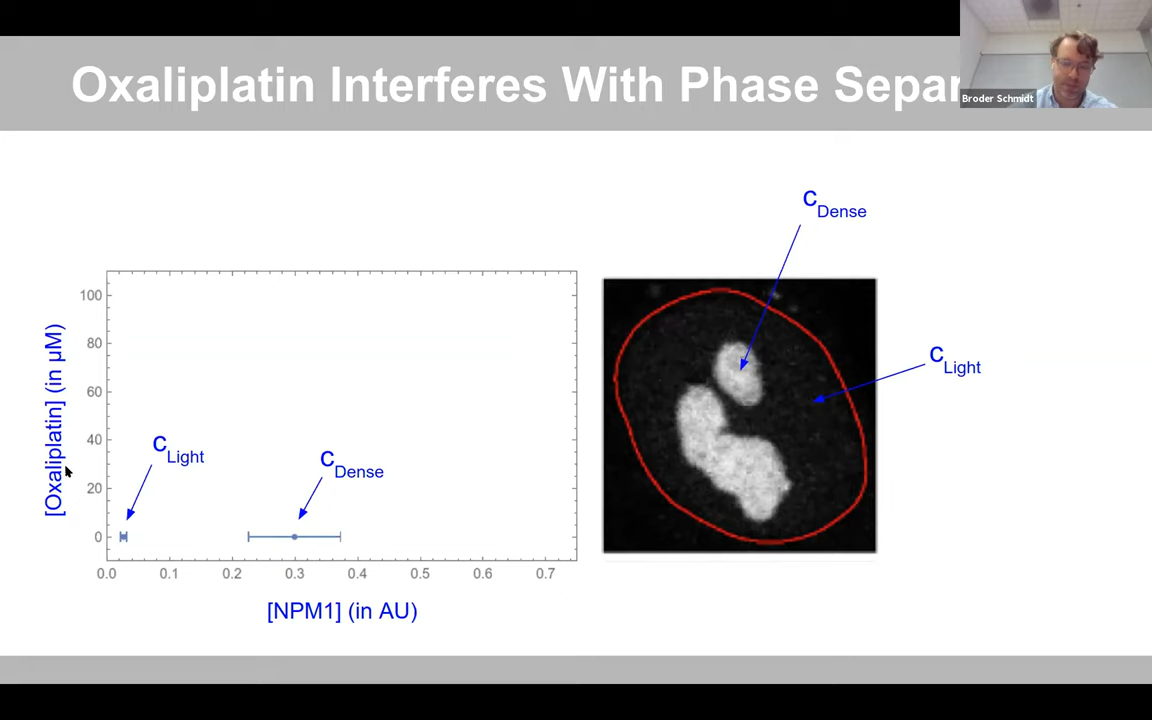 Oxaliplatin Interferes With Phase Separ
Broder Schmidt
C Dense
C Light
[Oxaliplatin] (in µM)
100
80
60
40
20
0
C Light
C Dense
0.0 0.1 0.2 0.3 0.4 0.5 0.6 0.7
[NPM1] (in AU)